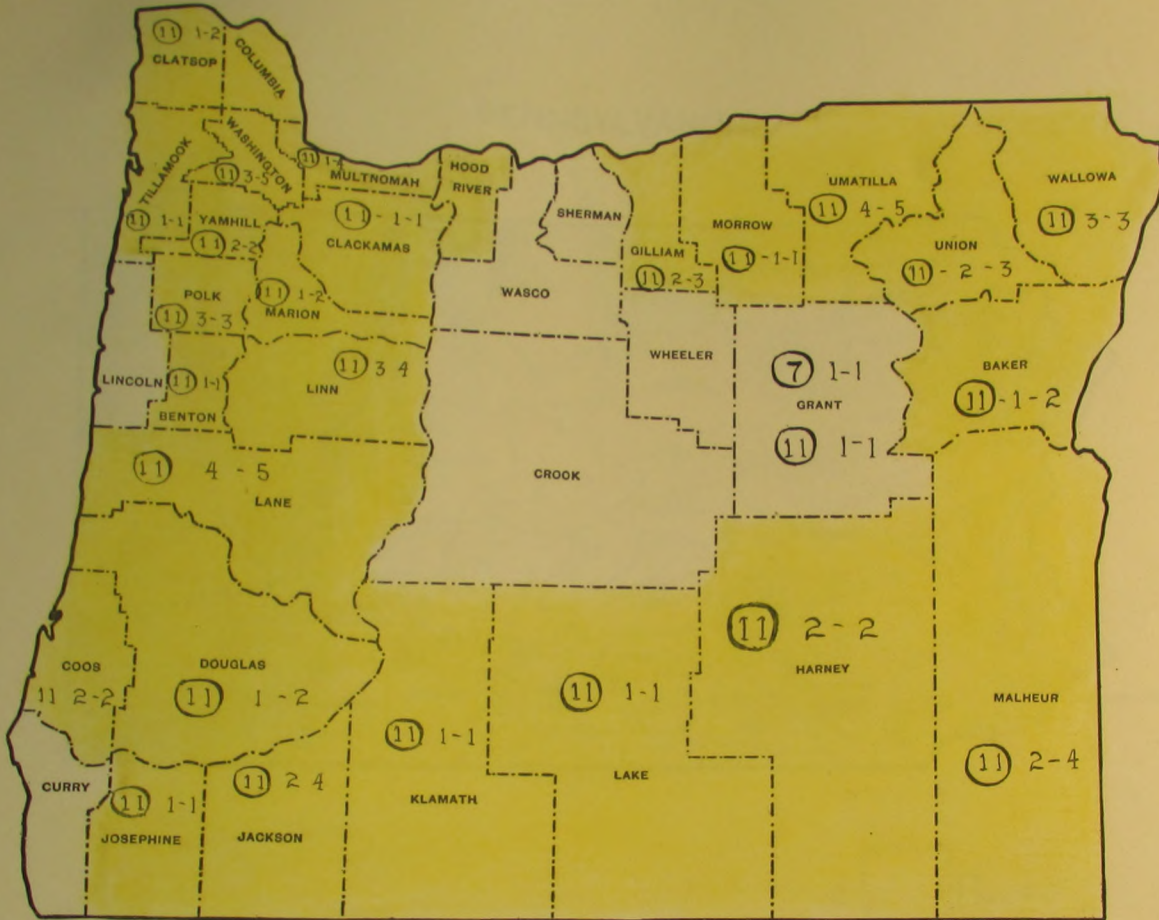 11 1-2
CLATSOP
COLUMBIA
TILLAMOOK
11 1-1
WASHINGTON
11 3-5
11
MULTNOMAH
HOOD
RIVER
YAMHILL
11 2-2
11 - 1-1
CLACKAMAS
SHERMAN
WASCO
GILLIAM
11 2-3
MORROW
11 -1-1
UMATILLA
11 4-5
UNION
11 - 2 - 3
WALLOWA
11 3-3
POLK
11 3-3
11 1-2
MARION
LINCOLN
11 1-1
BENTON
11 3 4
LINN
WHEELER
7 1-1
GRANT
11 1-1
BAKER
11 - 1 - 2
11 4 - 5
LANE
CROOK
COOS
11 2-2
DOUGLAS
11 1 - 2
11 2 - 2
HARNEY
MALHEUR
11 2-4
CURRY
11 1-1
JOSEPHINE
11 2 4
JACKSON
11 1-1
KLAMATH
11 1-1
LAKE